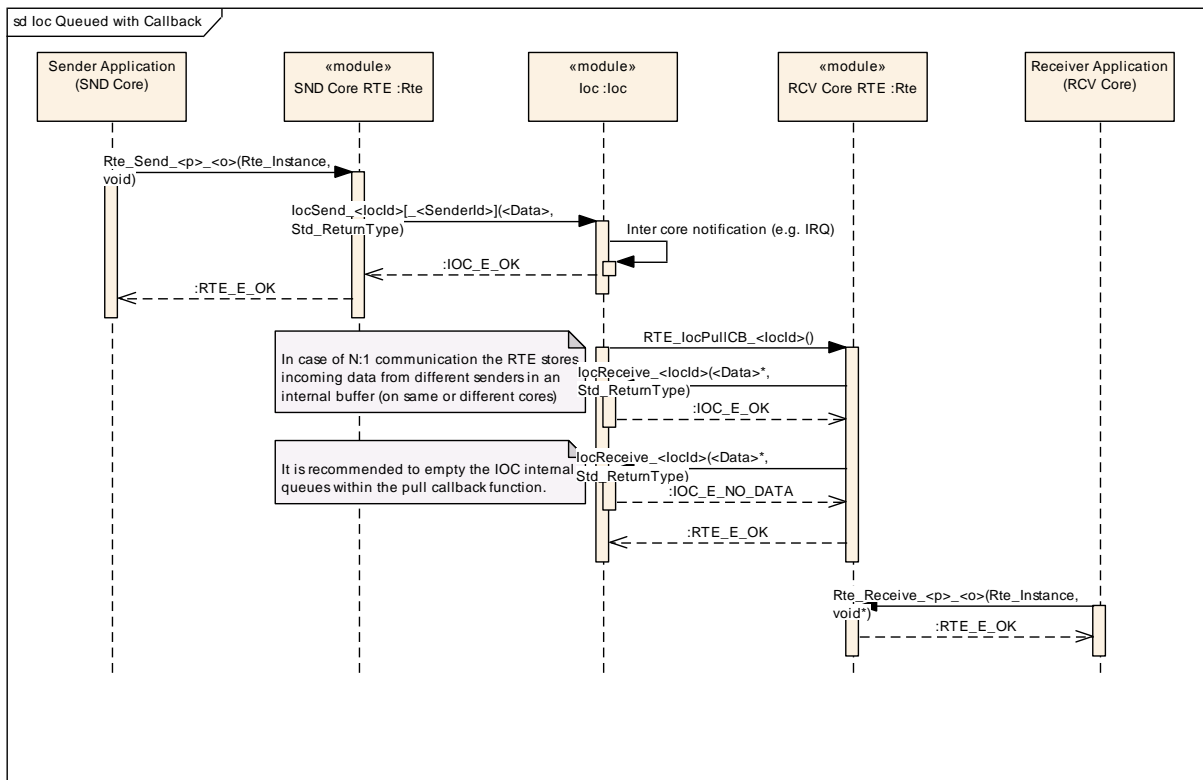 sd Ioc Queued with Callback
Sender Application
(SND Core)
«module»
SND Core RTE :Rte
«module»
Ioc :Ioc
«module»
RCV Core RTE :Rte
Receiver Application
(RCV Core)
Rte_Send_<p>_<o>(Rte_Instance,
void)
IocSend_<IocId>[_<SenderId>](<Data>,
Std_ReturnType)
Inter core notification (e.g. IRQ)
:IOC_E_OK
:RTE_E_OK
RTE_IocPullCB_<IocId>()
In case of N:1 communication the RTE stores
incoming data from different senders in an
internal buffer (on same or different cores)
IocReceive_<IocId>(<Data>*,
Std_ReturnType)
:IOC_E_OK
It is recommended to empty the IOC internal
queues within the pull callback function.
IocReceive_<IocId>(<Data>*,
Std_ReturnType)
:IOC_E_NO_DATA
:RTE_E_OK
Rte_Receive_<p>_<o>(Rte_Instance,
void*)
:RTE_E_OK